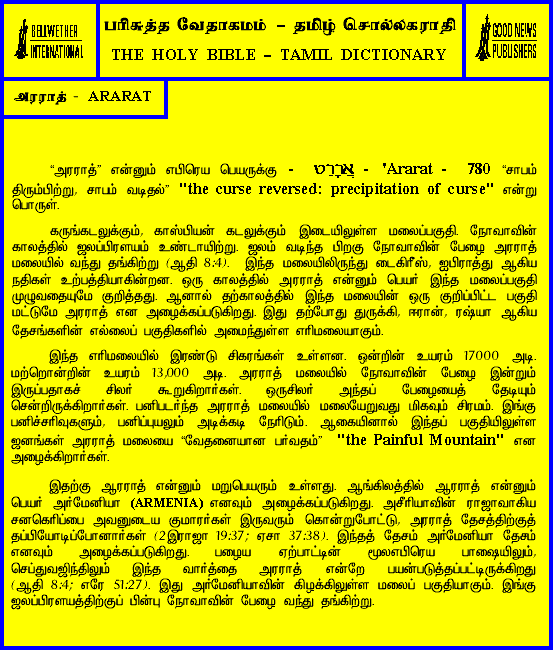 BELLWETHER
INTERNATIONAL
பரிசுத்த வேதாகமம் – தமிழ் சொல்லகராதி
THE HOLY BIBLE – TAMIL DICTIONARY
GOOD NEWS
PUBLISHERS
அரராத் - ARARAT
“அரராத்” என்னும் எபிரெய பெயருக்கு - אֲרָרַט - 'Ararat - 780 “சாபம்
திரும்பிற்று, சாபம் வடிதல்” "the curse reversed: precipitation of curse" என்று
பொருள்.
கருங்கடலுக்கும், காஸ்பியன் கடலுக்கும் இடையிலுள்ள மலைப்பகுதி. நோவாவின்
காலத்தில் ஜலப்பிரளயம் உண்டாயிற்று. ஜலம் வடிந்த பிறகு நோவாவின் பேழை அரராத்
மலையில் வந்து தங்கிற்று (ஆதி 8:4). இந்த மலையிலிருந்து டைகிரீஸ், ஐபிராத்து ஆகிய
நதிகள் உற்பத்தியாகின்றன. ஒரு காலத்தில் அரராத் என்னும் பெயர் இந்த மலைப்பகுதி
முழுவதையுமே குறித்தது. ஆனால் தற்காலத்தில் இந்த மலையின் ஒரு குறிப்பிட்ட பகுதி
மட்டுமே அரராத் என அழைக்கப்படுகிறது. இது தற்போது துருக்கி, ஈரான், ரஷ்யா ஆகிய
தேசங்களின் எல்லைப் பகுதிகளில் அமைந்துள்ள எரிமலையாகும்.
இந்த எரிமலையில் இரண்டு சிகரங்கள் உள்ளன. ஒன்றின் உயரம் 17000 அடி.
மற்றொன்றின் உயரம் 13,000 அடி. அரராத் மலையில் நோவாவின் பேழை இன்றும்
இருப்பதாகச் சிலர் கூறுகிறார்கள். ஒருசிலர் அந்தப் பேழையைத் தேடியும்
சென்றிருக்கிறார்கள். பனிபடர்ந்த அரராத் மலையில் மலையேறுவது மிகவும் சிரமம். இங்கு
பனிச்சரிவுகளும், பனிப்புயலும் அடிக்கடி நேரிடும். ஆகையினால் இந்தப் பகுதியிலுள்ள
ஜனங்கள் அரராத் மலையை “வேதனையான பர்வதம்” "the Painful Mountain" என
அழைக்கிறார்கள்.
இதற்கு ஆரராத் என்னும் மறுபெயரும் உள்ளது. ஆங்கிலத்தில் ஆரராத் என்னும்
பெயர் அர்மேனியா (ARMENIA) எனவும் அழைக்கப்படுகிறது. அசீரியாவின் ராஜாவாகிய
சனகெரிப்பை அவனுடைய குமாரர்கள் இருவரும் கொன்றுபோட்டு, அரராத் தேசத்திற்குத்
தப்பியோடிப்போனார்கள் (2இராஜா 19:37; ஏசா 37:38). இந்தத் தேசம் அர்மேனியா தேசம்
எனவும் அழைக்கப்படுகிறது. பழைய ஏற்பாட்டின் மூலஎபிரெய பாஷையிலும்,
செப்துவஜிந்திலும் இந்த வார்த்தை அரராத் என்றே பயன்படுத்தப்பட்டிருக்கிறது
(ஆதி 8:4; எரே 51:27). இது அர்மேனியாவின் கிழக்கிலுள்ள மலைப் பகுதியாகும். இங்கு
ஜலப்பிரளயத்திற்குப் பின்பு நோவாவின் பேழை வந்து தங்கிற்று.